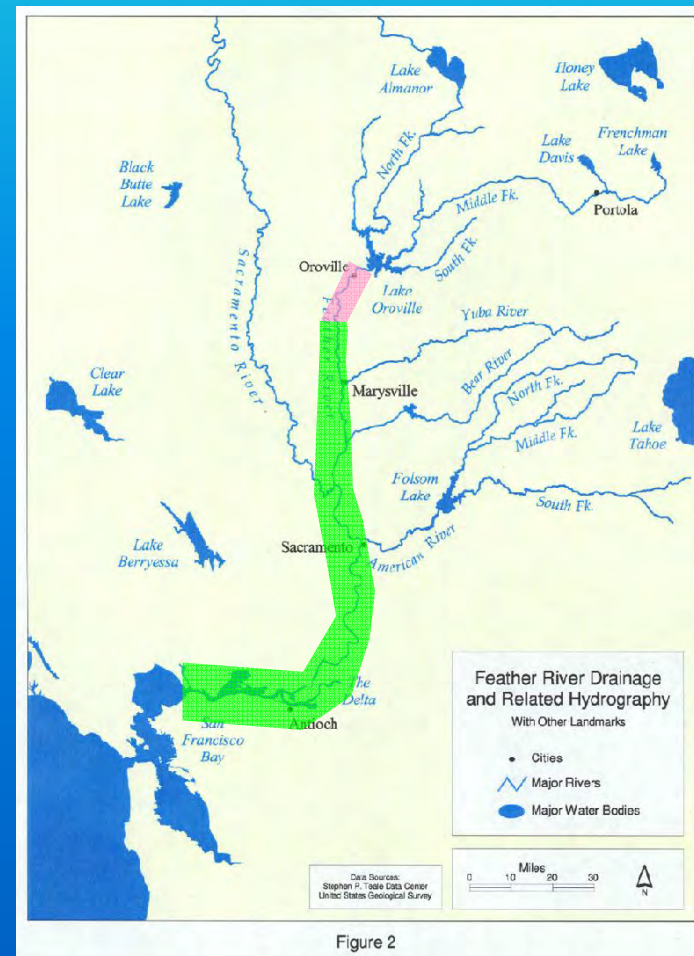 Lake
Almanor
Honey
Lake
North Fk.
Lake
Davis
Frenchman
Lake
Black
Butte
Lake
Middle Fk.
Portola
Sacramento River
Oroville
South Fk.
Lake
Oroville
Feather River
Yuba River
Clear
Lake
Marysville
Bear River
North Fk.
Middle Fk.
Lake
Tahoe
Folsom
Lake
South Fk.
Lake
Berryessa
Sacramento
American River
The
Delta
Antioch
San
Francisco
Bay
Feather River Drainage
and Related Hydrography
With Other Landmarks
Cities
Major Rivers
Major Water Bodies
Data Sources:
Stephen P. Teale Data Center
United States Geological Survey
Miles
0 10 20 30
N
Figure 2